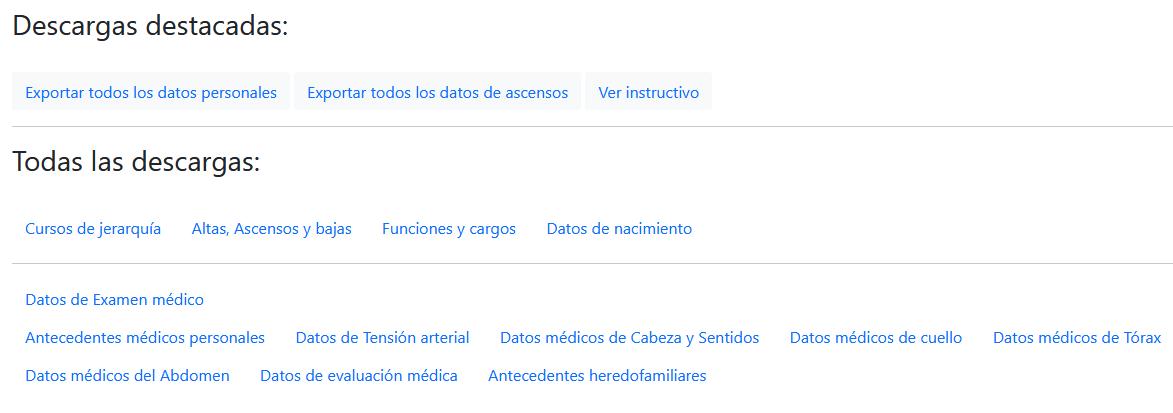 Descargas destacadas:
Exportar todos los datos personales Exportar todos los datos de ascensos Ver instructivo
Todas las descargas:
Cursos de jerarquía Altas, Ascensos y bajas Funciones y cargos Datos de nacimiento
Datos de Examen médico
Antecedentes médicos personales Datos de Tensión arterial Datos médicos de Cabeza y Sentidos Datos médicos de cuello Datos médicos de Tórax
Datos médicos del Abdomen Datos de evaluación médica Antecedentes heredofamiliares